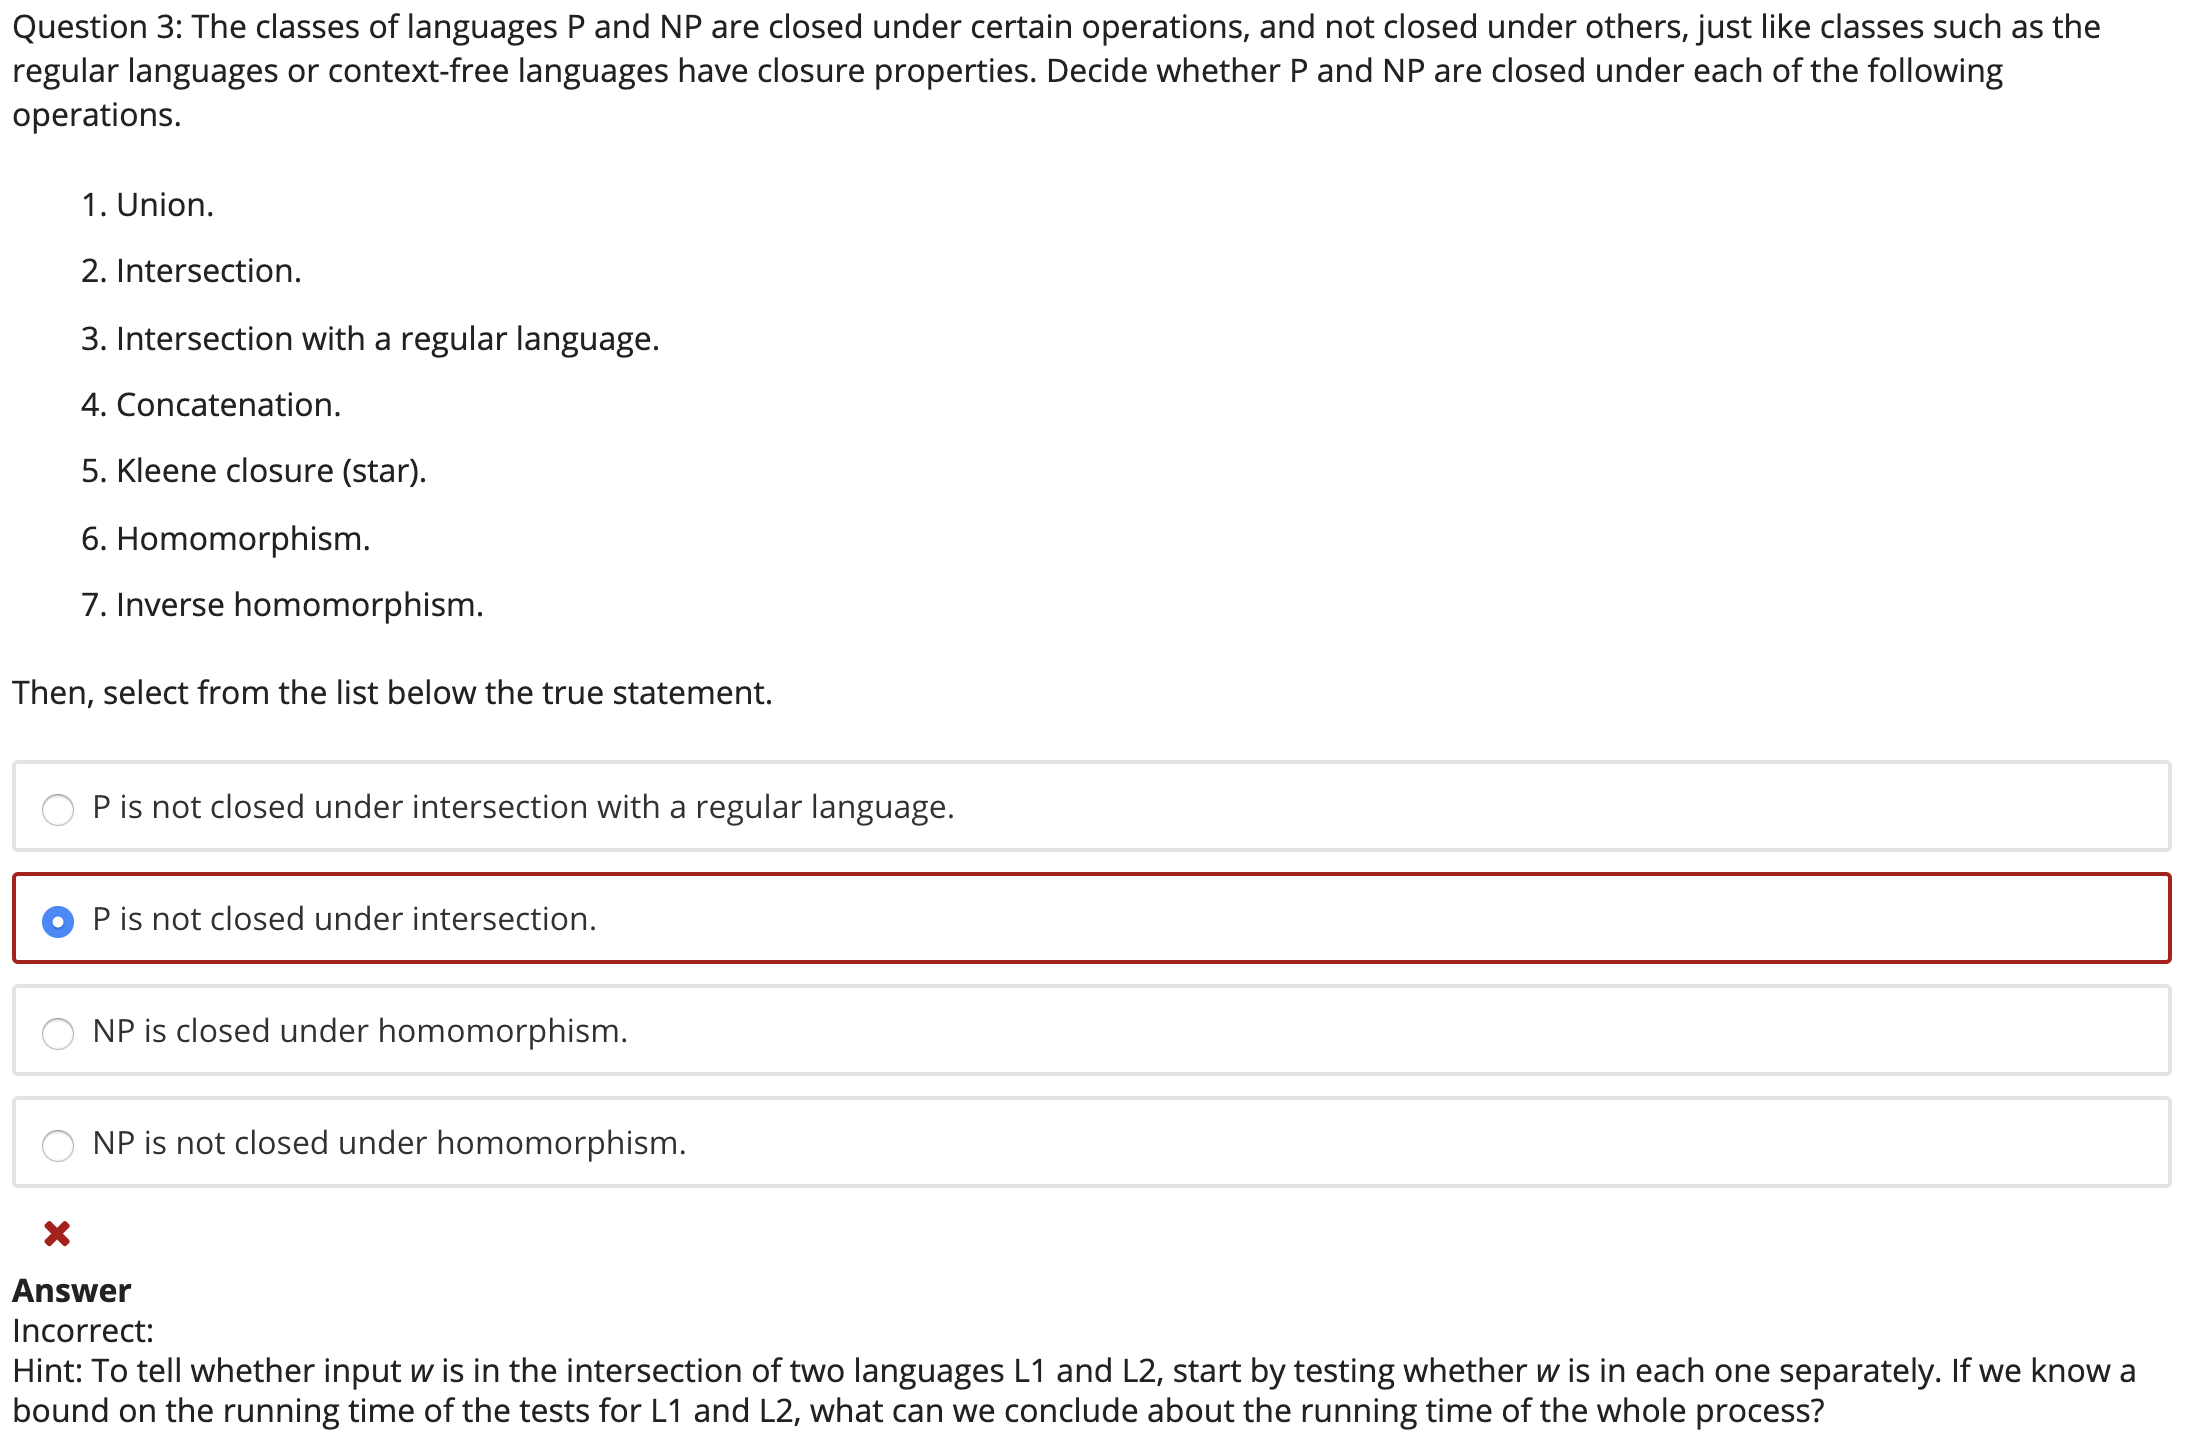 Question 3: The classes of languages P and NP are closed under certain operations, and not closed under others, just like classes such as the
regular languages or context-free languages have closure properties. Decide whether P and NP are closed under each of the following
operations.
1. Union.
2. Intersection.
3. Intersection with a regular language.
4. Concatenation.
5. Kleene closure (star).
6. Homomorphism.
7. Inverse homomorphism.
Then, select from the list below the true statement.
P is not closed under intersection with a regular language.
P is not closed under intersection.
NP is closed under homomorphism.
NP is not closed under homomorphism.
Answer
Incorrect:
Hint: To tell whether input w is in the intersection of two languages L1 and L2, start by testing whether w is in each one separately. If we know a
bound on the running time of the tests for L1 and L2, what can we conclude about the running time of the whole process?